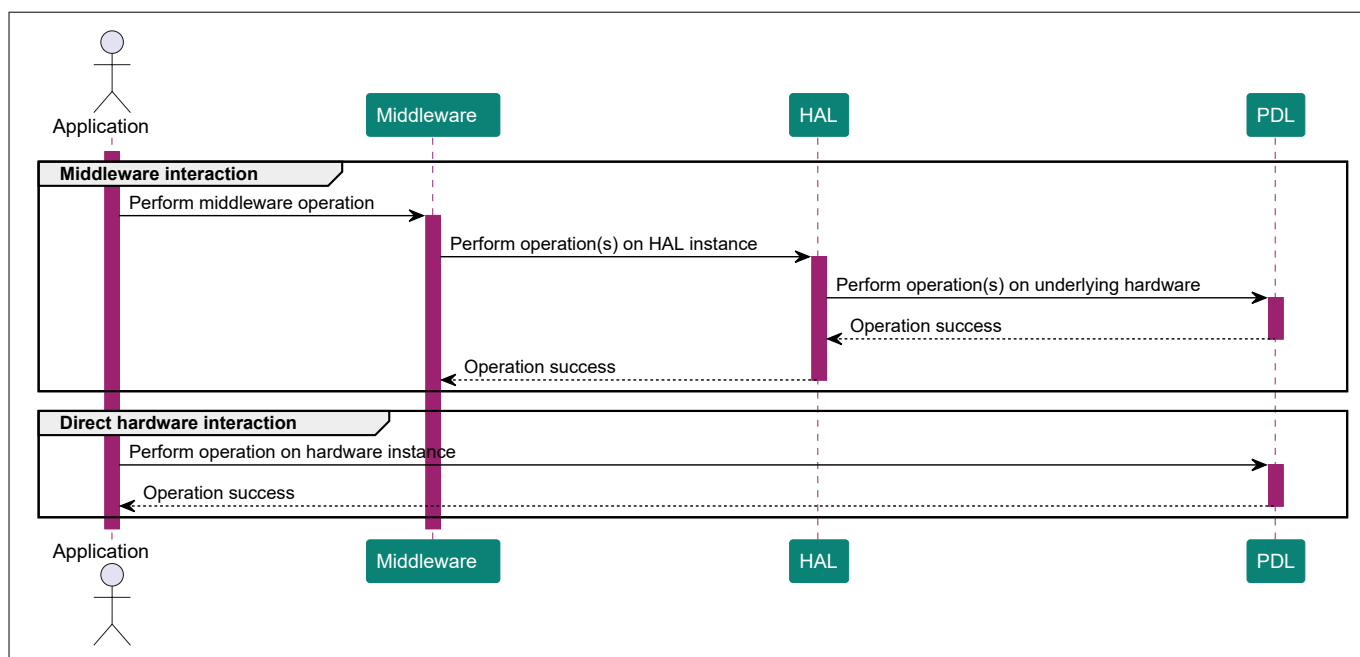 Application
Middleware
HAL
PDL
Middleware interaction
Perform middleware operation
Perform operation(s) on HAL instance
Perform operation(s) on underlying hardware
Operation success
Operation success
Direct hardware interaction
Perform operation on hardware instance
Operation success
Application
Middleware
HAL
PDL